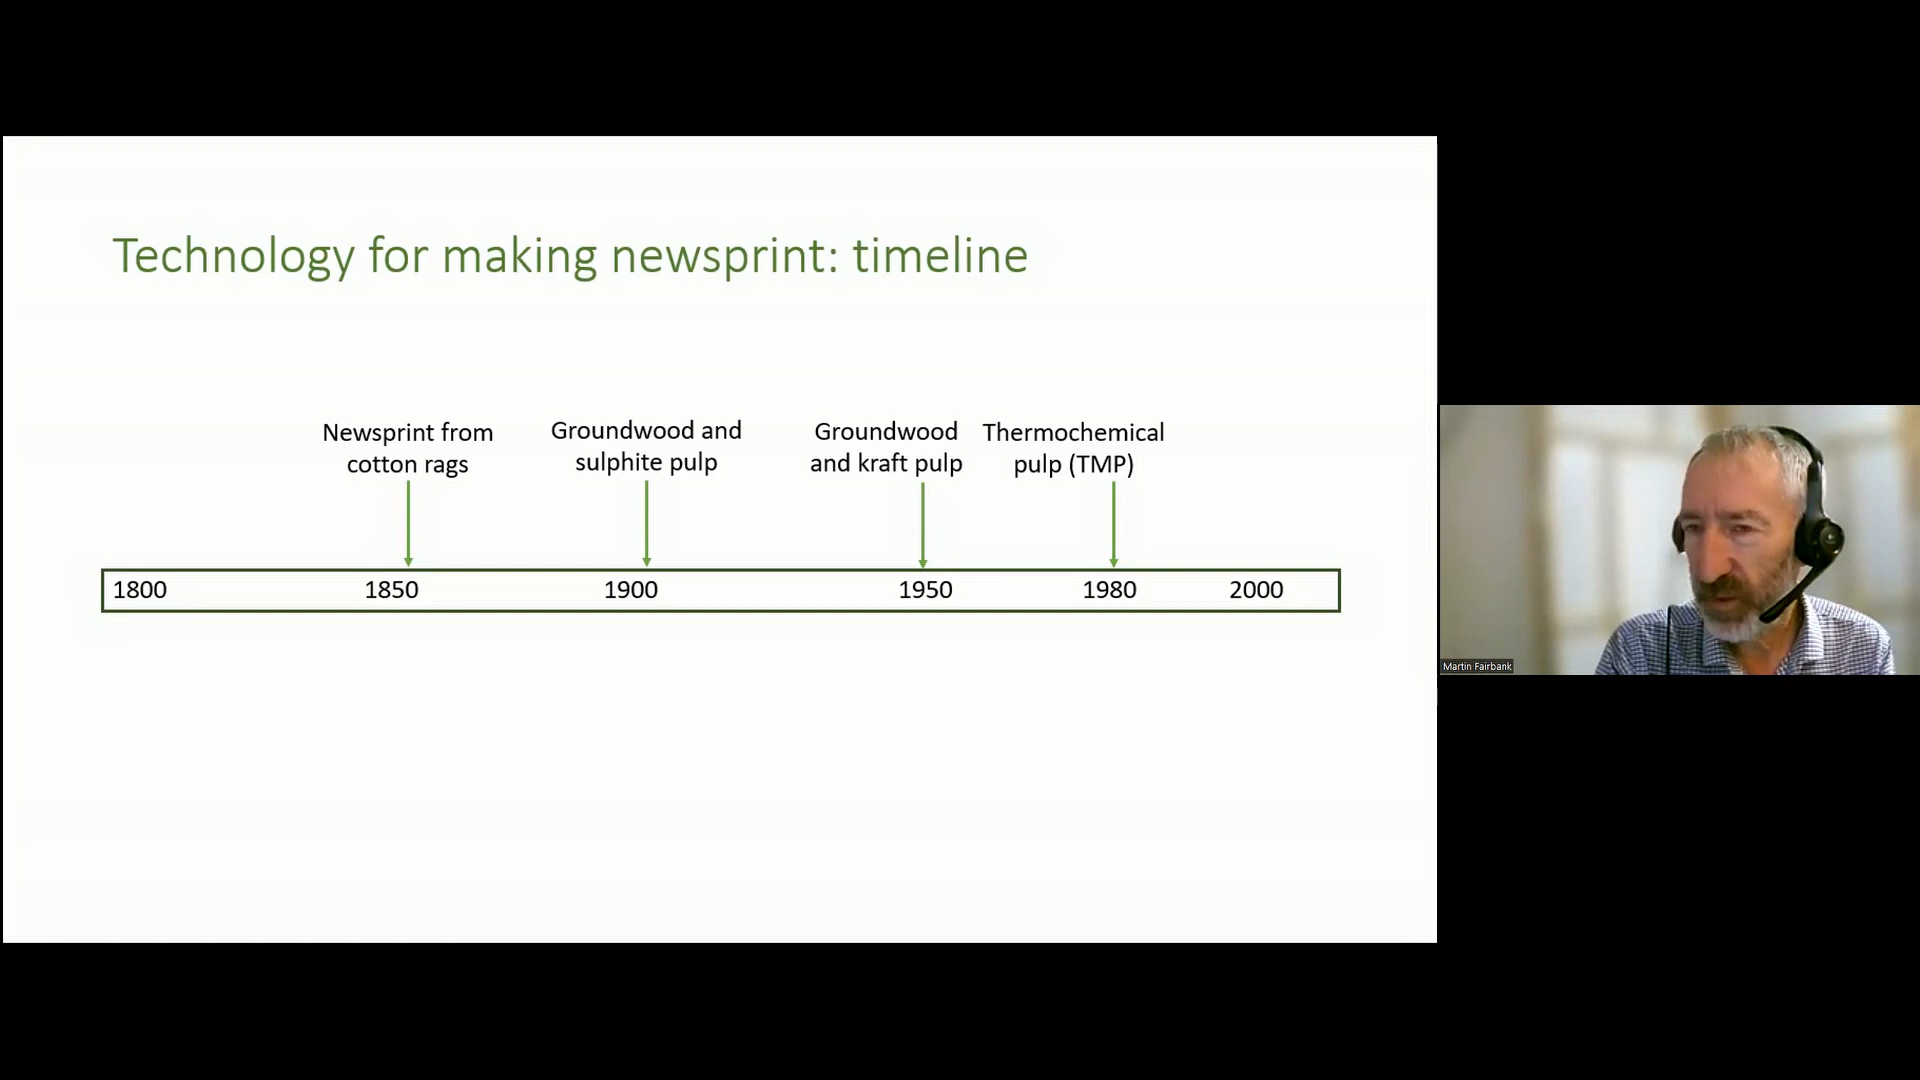 Technology for making newsprint: timeline
Newsprint from
cotton rags
Groundwood and
sulphite pulp
Groundwood
and kraft pulp
Thermochemical
pulp (TMP)
1800
1850
1900
1950
1980
2000
Martin Fairbank